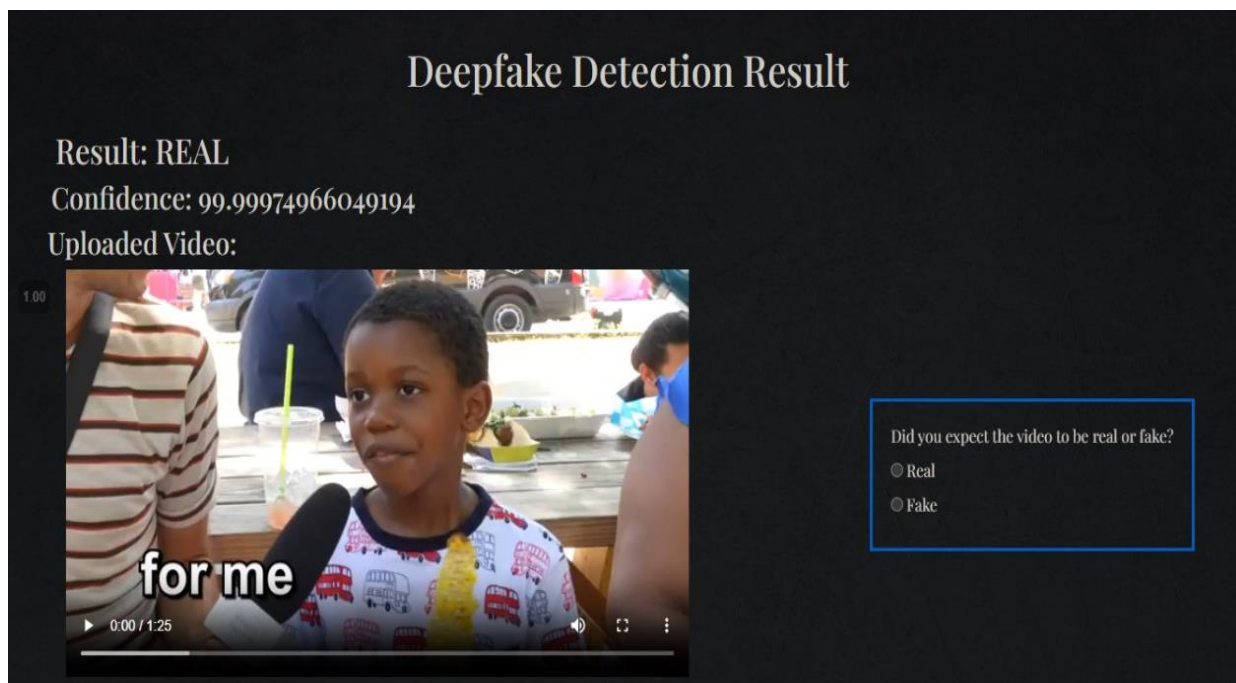 Deepfake Detection Result
Result: REAL
Confidence: 99.99974966049194
Uploaded Video:
1.00
for me
0:00 / 1:25
Did you expect the video to be real or fake?
Real
Fake